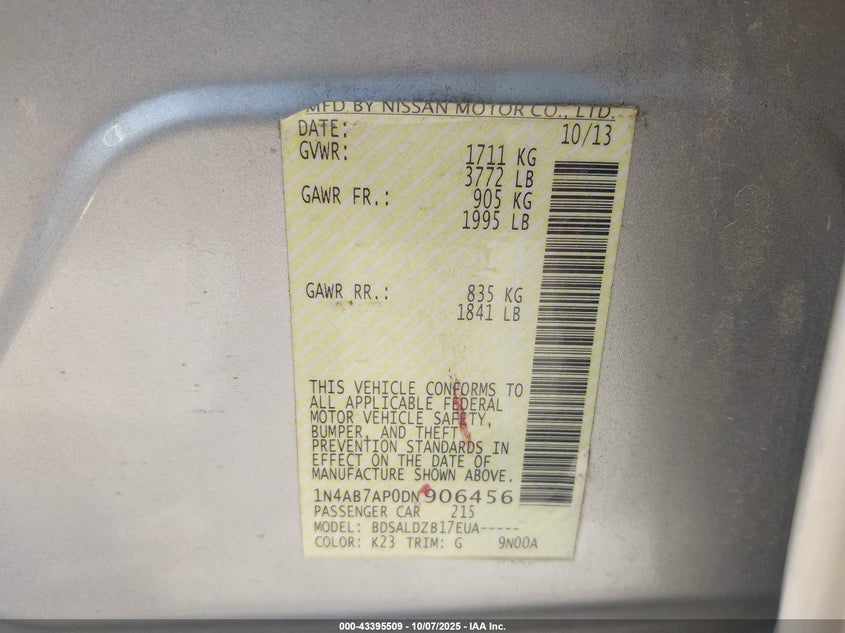 MFD BY NISSAN MOTOR CO., LTD.
DATE: 10/13
GVWR: 1711 KG
3772 LB
GAWR FR.: 905 KG
1995 LB
GAWR RR.: 835 KG
1841 LB
THIS VEHICLE CONFORMS TO
ALL APPLICABLE FEDERAL
MOTOR VEHICLE SAFETY,
BUMPER, AND THEFT
PREVENTION STANDARDS IN
EFFECT ON THE DATE OF
MANUFACTURE SHOWN ABOVE.
1N4AB7AP0DN906456
PASSENGER CAR 215
MODEL: BDSALDZB17EUA-----
COLOR: K23 TRIM: G 9N00A
000-43395509 - 10/07/2025 - IAA Inc.